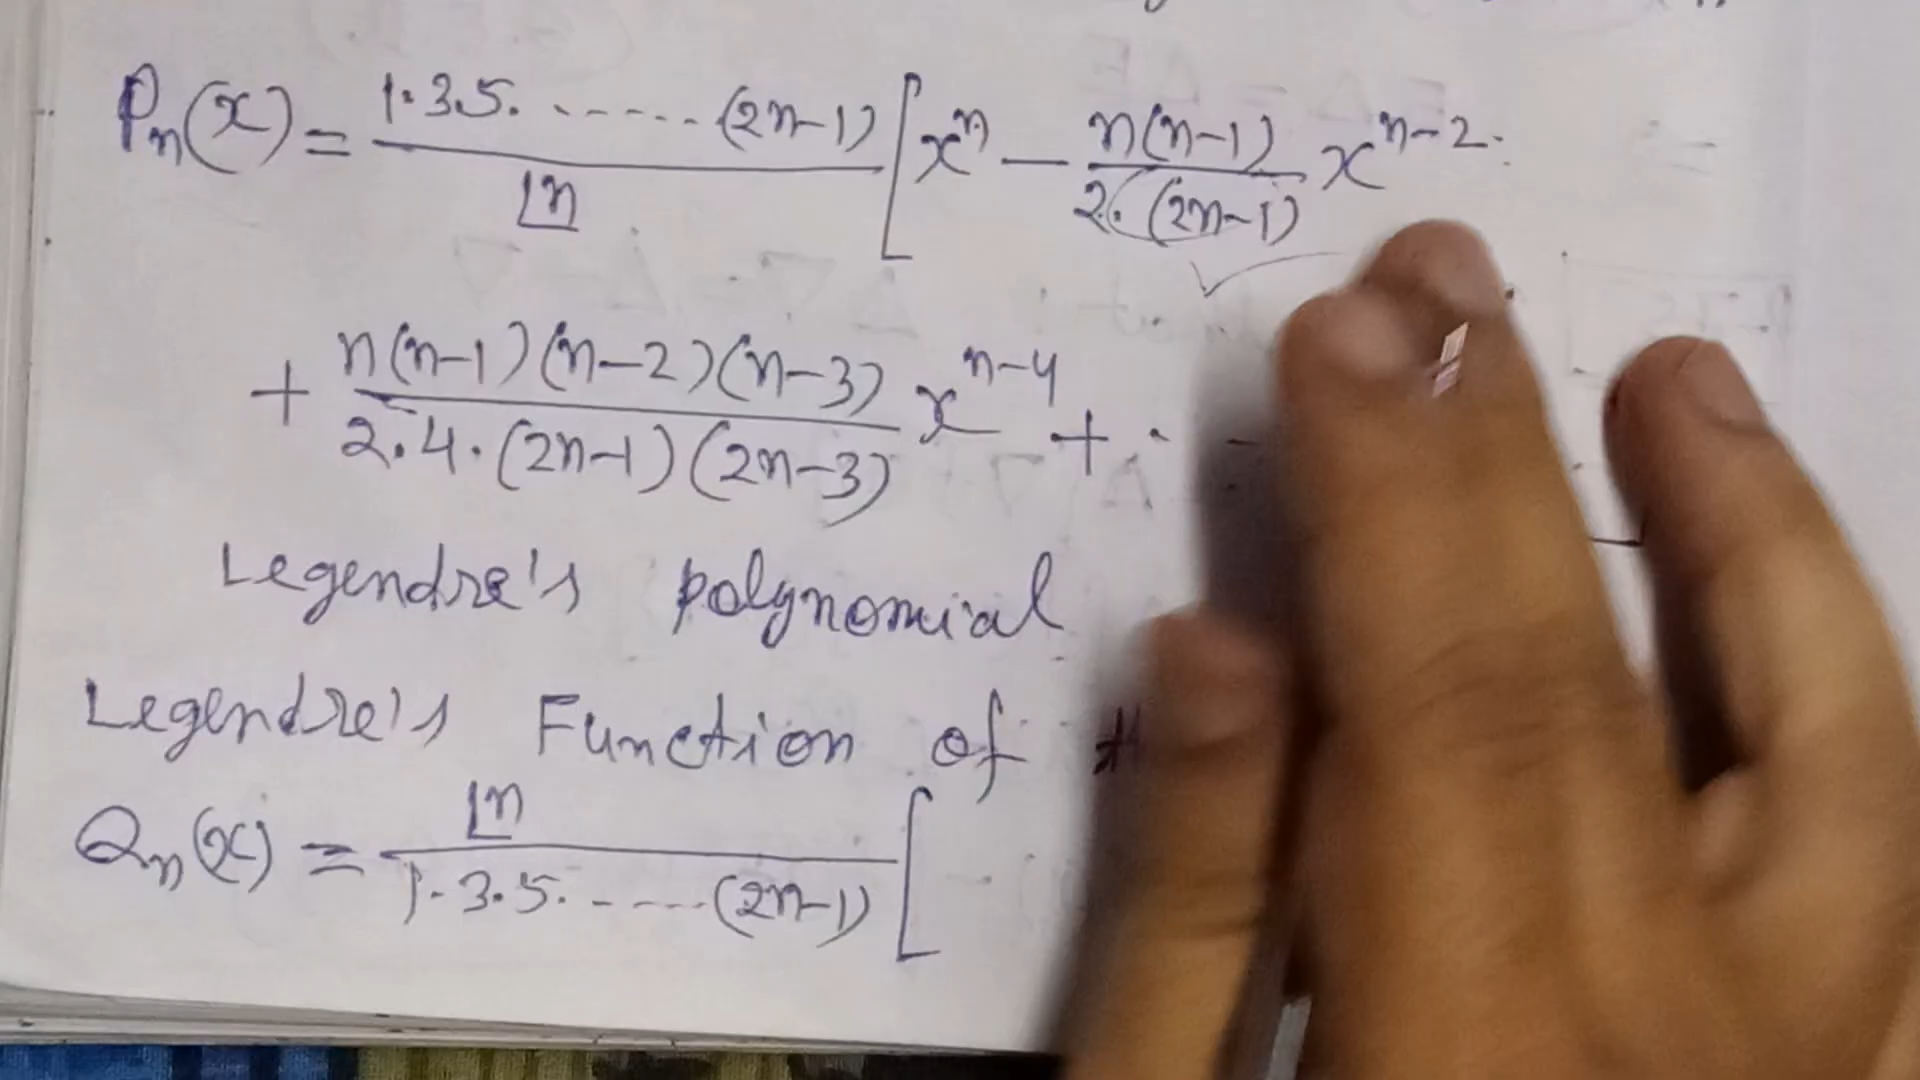 Pn(x) = 1.3.5. ------ (2n-1) / ⌊n [ x^n - n(n-1) / 2.(2n-1) x^n-2
+ n(n-1)(n-2)(n-3) / 2.4.(2n-1)(2n-3) x^n-4 + . -
Legendre's polynomial
Legendre's Function of
Qn(x) = ⌊n / 1.3.5. ----- (2n-1) [